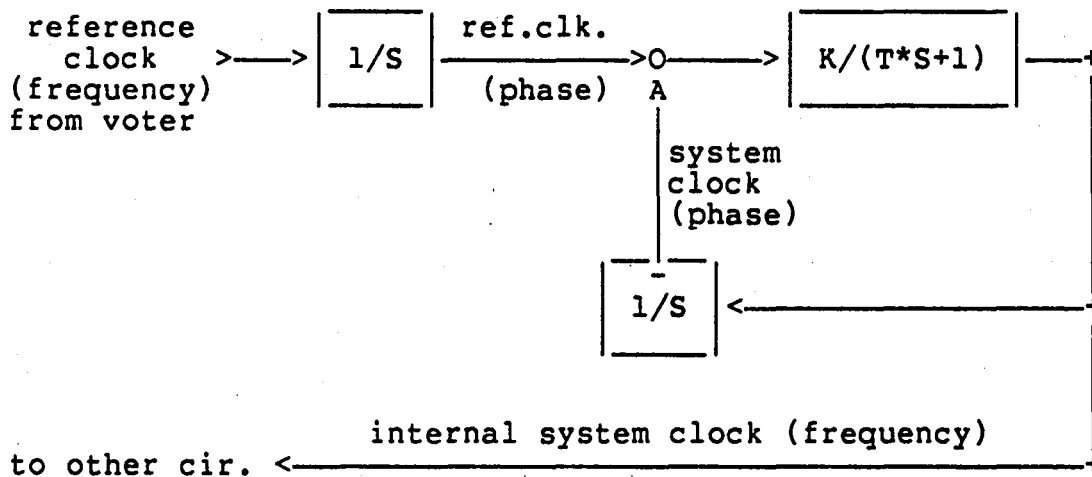 reference
clock
(frequency)
from voter
1/S
ref.clk.
(phase)
K/(T*S+1)
system
clock
(phase)
-
1/S
internal system clock (frequency)
to other cir.